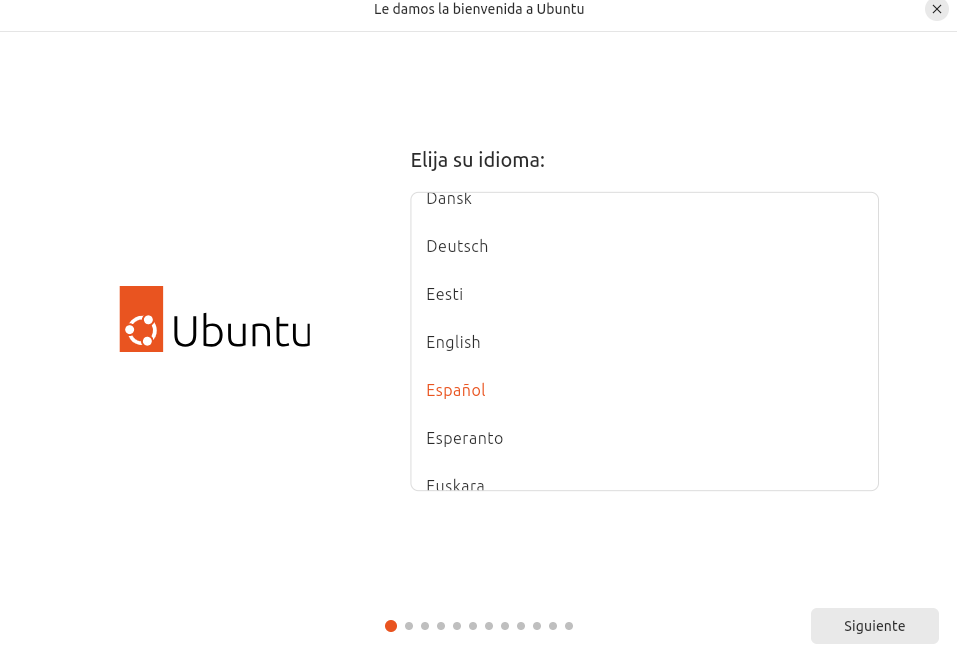 Le damos la bienvenida a Ubuntu
Elija su idioma:
Dansk
Deutsch
Eesti
English
Español
Esperanto
Euskara
Ubuntu
Siguiente